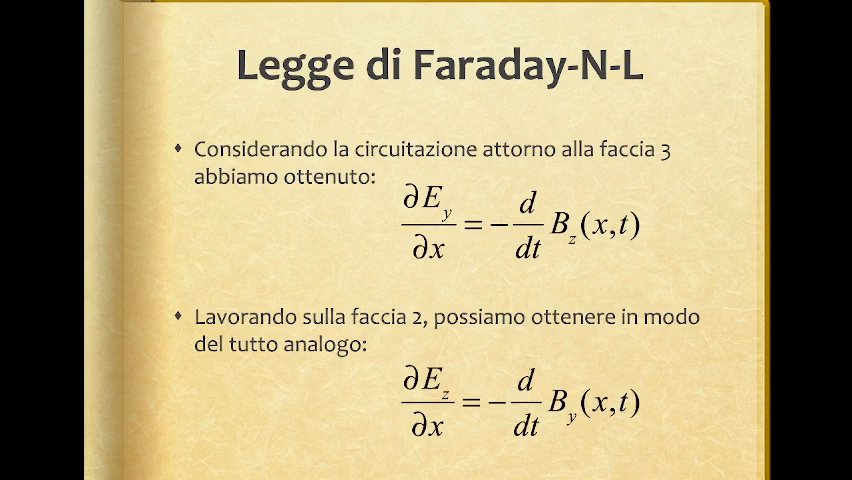 Legge di Faraday-N-L
Considerando la circuitazione attorno alla faccia 3
abbiamo ottenuto:
∂E_y/∂x = − d/dt B_z(x,t)
Lavorando sulla faccia 2, possiamo ottenere in modo
del tutto analogo:
∂E_z/∂x = − d/dt B_y(x,t)